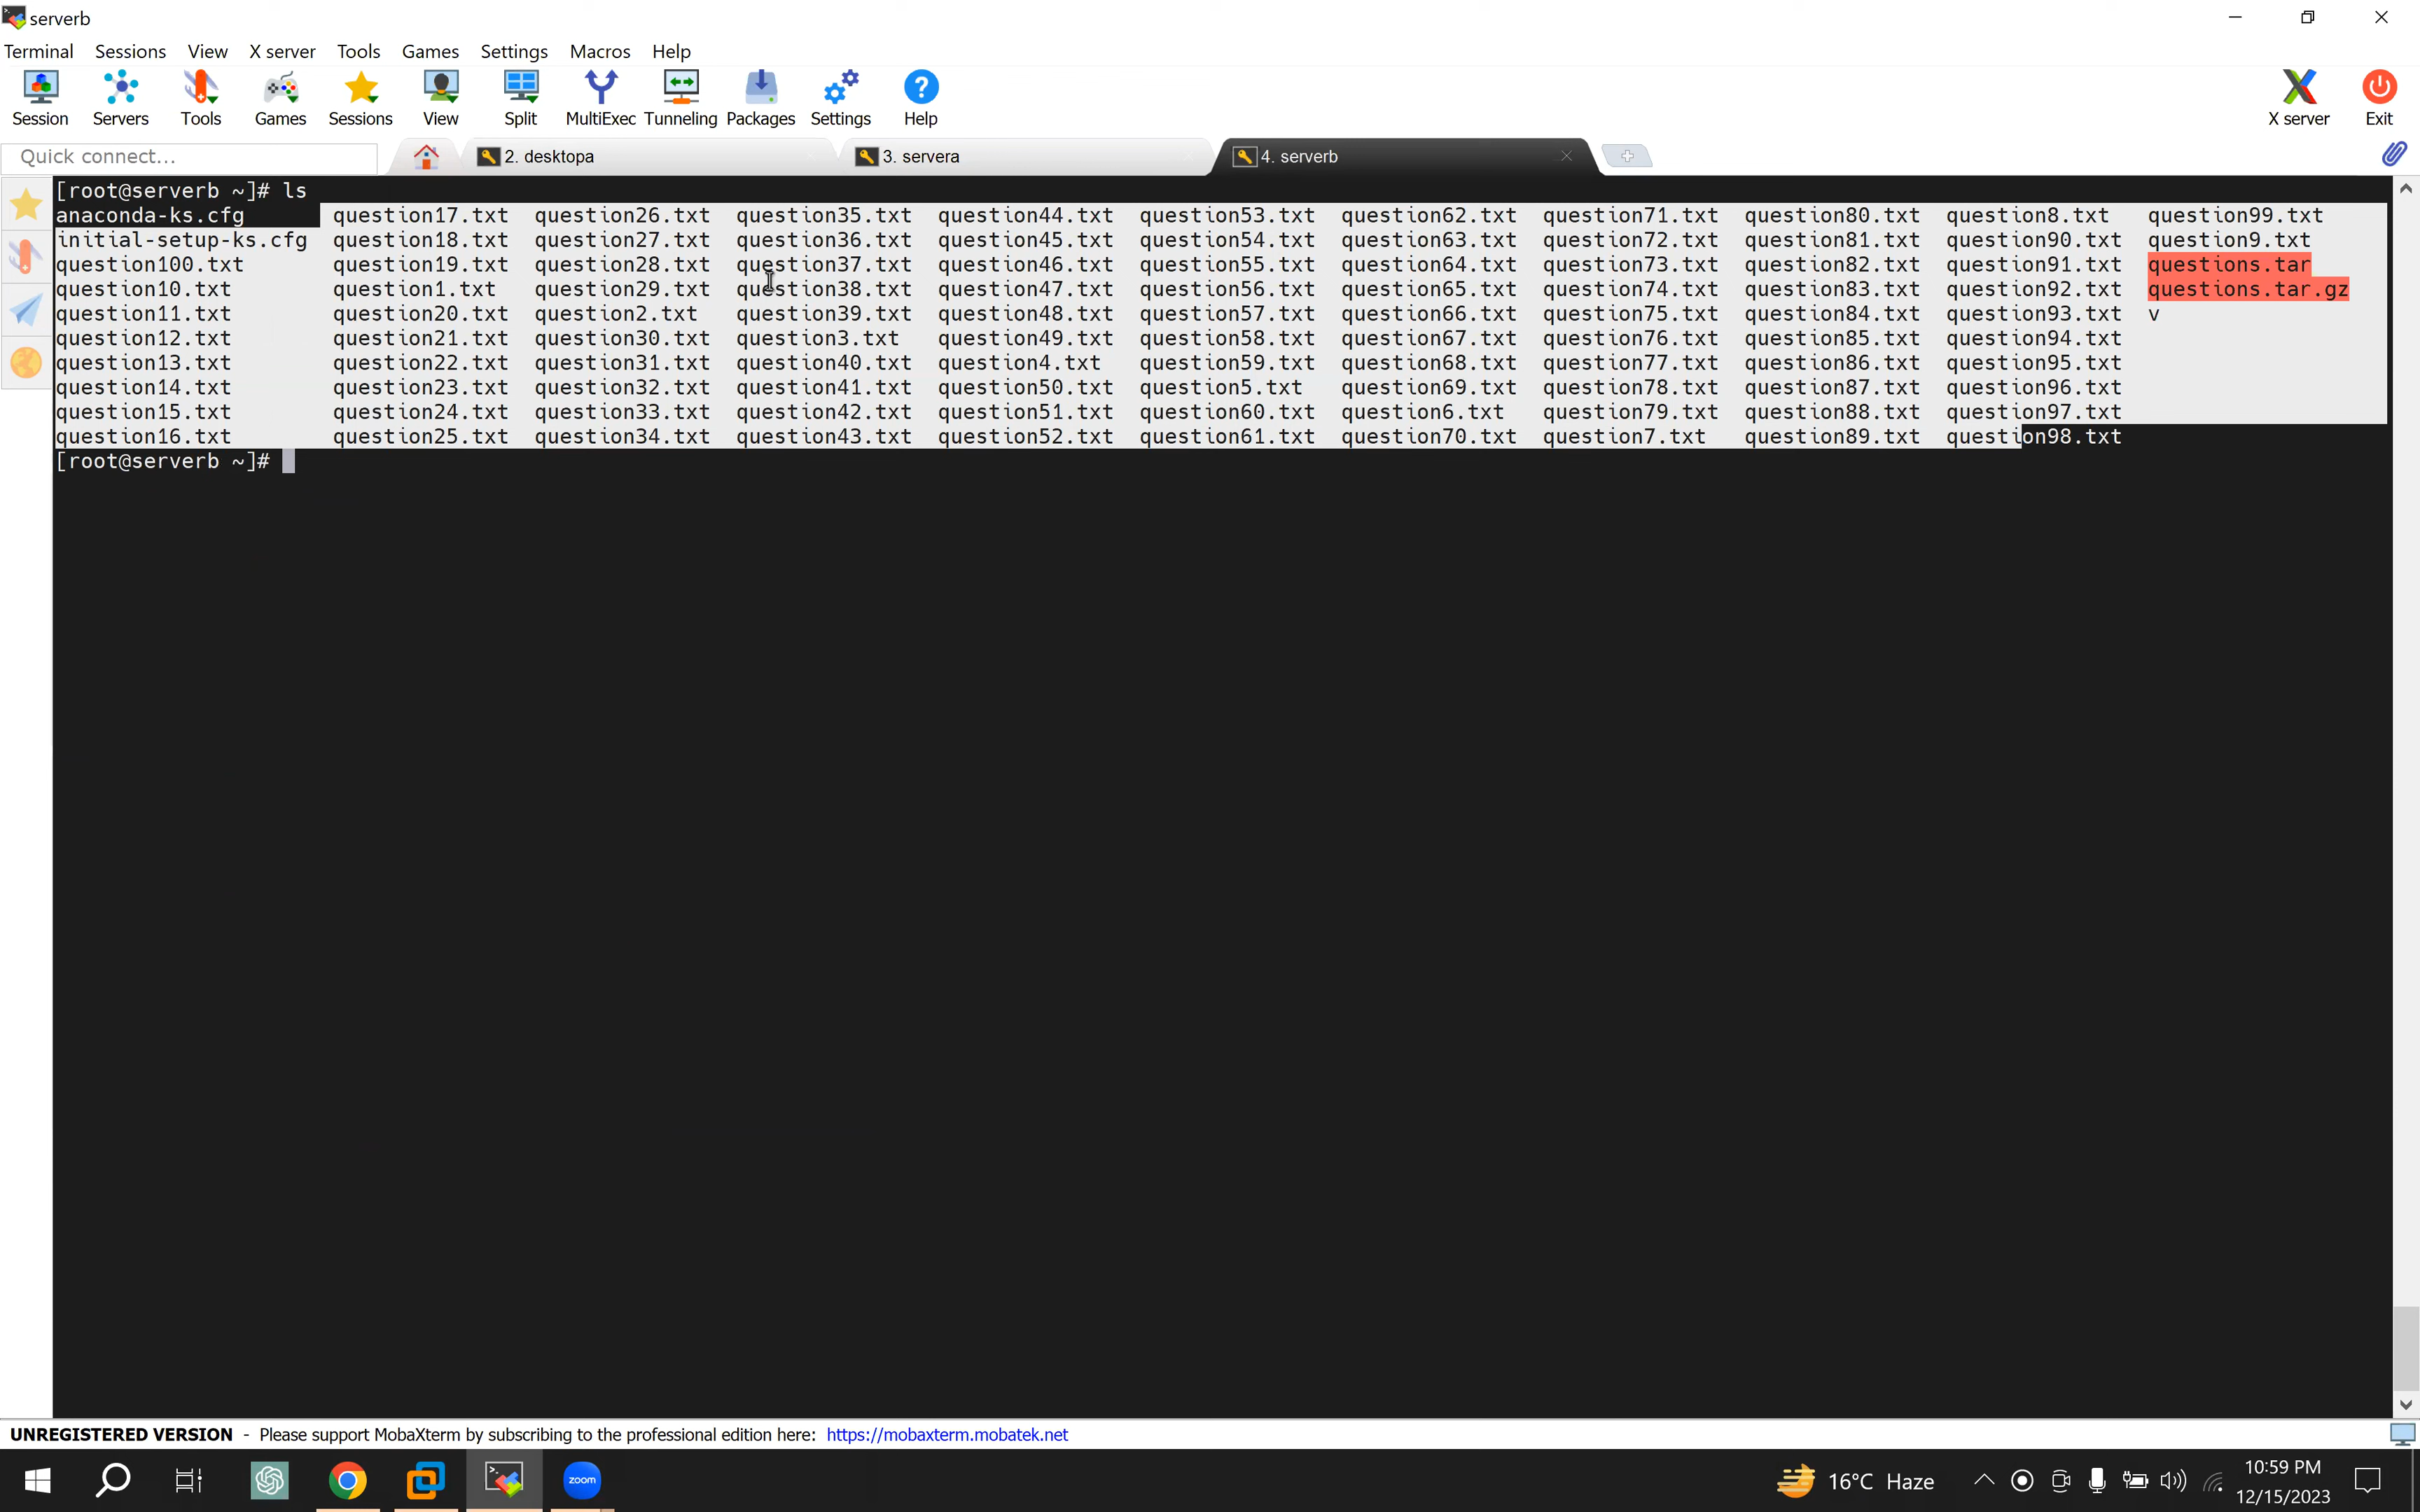 serverb
Terminal Sessions View X server Tools Games Settings Macros Help
Session Servers Tools Games Sessions View Split MultiExec Tunneling Packages Settings Help X server Exit
Quick connect... 2. desktopa 3. servera 4. serverb
[root@serverb ~]# ls
anaconda-ks.cfg question17.txt question26.txt question35.txt question44.txt question53.txt question62.txt question71.txt question80.txt question8.txt question99.txt
initial-setup-ks.cfg question18.txt question27.txt question36.txt question45.txt question54.txt question63.txt question72.txt question81.txt question90.txt question9.txt
question100.txt question19.txt question28.txt question37.txt question46.txt question55.txt question64.txt question73.txt question82.txt question91.txt questions.tar
question10.txt question1.txt question29.txt question38.txt question47.txt question56.txt question65.txt question74.txt question83.txt question92.txt questions.tar.gz
question11.txt question20.txt question2.txt question39.txt question48.txt question57.txt question66.txt question75.txt question84.txt question93.txt v
question12.txt question21.txt question30.txt question3.txt question49.txt question58.txt question67.txt question76.txt question85.txt question94.txt
question13.txt question22.txt question31.txt question40.txt question4.txt question59.txt question68.txt question77.txt question86.txt question95.txt
question14.txt question23.txt question32.txt question41.txt question50.txt question5.txt question69.txt question78.txt question87.txt question96.txt
question15.txt question24.txt question33.txt question42.txt question51.txt question60.txt question6.txt question79.txt question88.txt question97.txt
question16.txt question25.txt question34.txt question43.txt question52.txt question61.txt question70.txt question7.txt question89.txt question98.txt
[root@serverb ~]#
UNREGISTERED VERSION - Please support MobaXterm by subscribing to the professional edition here: https://mobaxterm.mobatek.net
zoom 16°C Haze 10:59 PM
12/15/2023